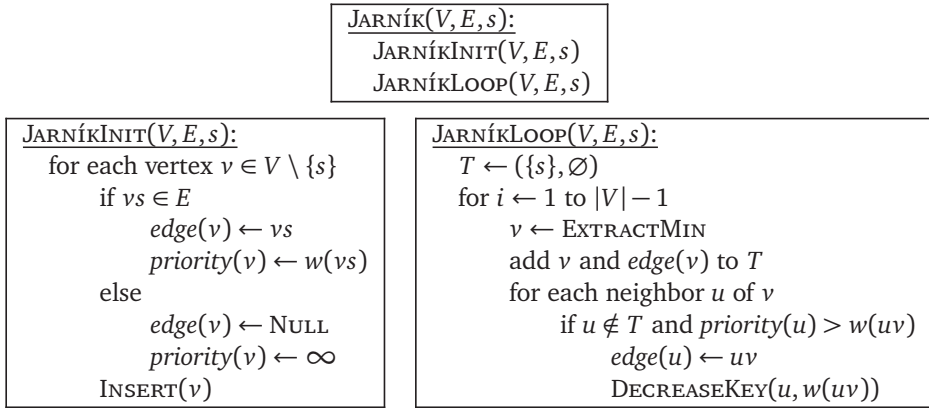 JARNÍK(V, E, s):
JARNÍKINIT(V, E, s)
JARNÍKLOOP(V, E, s)
JARNÍKINIT(V, E, s):
for each vertex v ∈ V \ {s}
if vs ∈ E
edge(v) ← vs
priority(v) ← w(vs)
else
edge(v) ← NULL
priority(v) ← ∞
INSERT(v)
JARNÍKLOOP(V, E, s):
T ← ({s}, ∅)
for i ← 1 to |V| − 1
v ← EXTRACTMIN
add v and edge(v) to T
for each neighbor u of v
if u ∉ T and priority(u) > w(uv)
edge(u) ← uv
DECREASEKEY(u, w(uv))